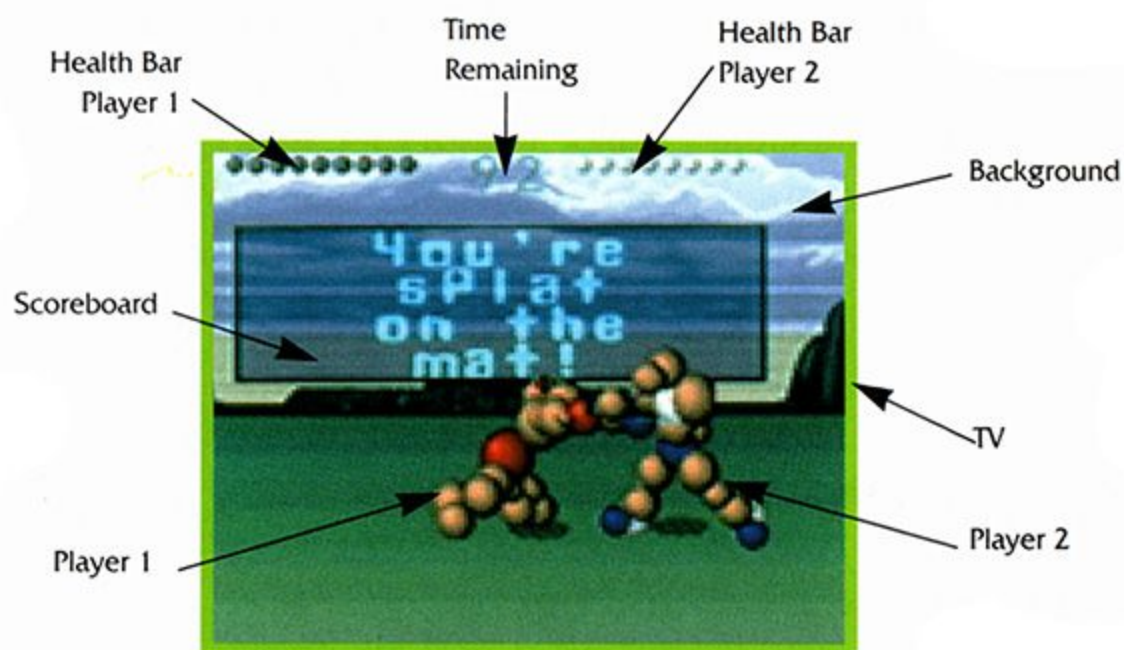 Time
Remaining
Health Bar
Player 2
Health Bar
Player 1
92
Background
You're
splat
on the
mat!
Scoreboard
TV
Player 2
Player 1